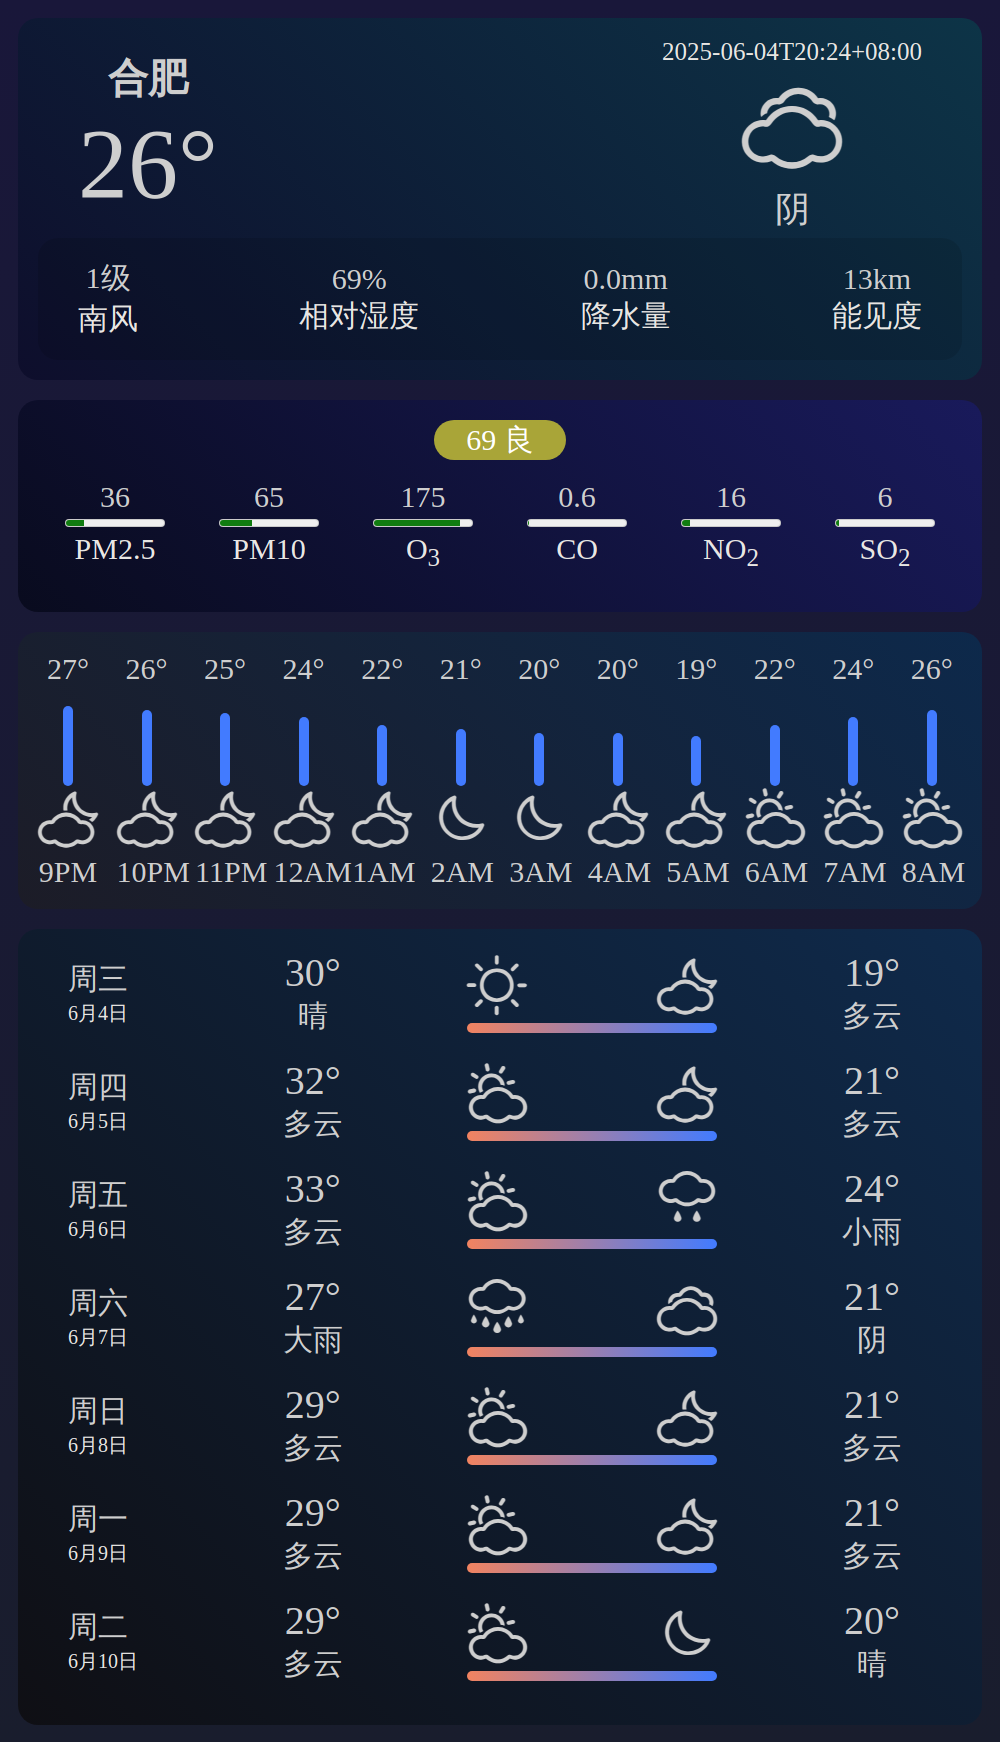 合肥
26°
2025-06-04T20:24+08:00
阴
1级 69% 0.0mm 13km
南风 相对湿度 降水量 能见度
69 良
36 65 175 0.6 16 6
PM2.5 PM10 O3 CO NO2 SO2
27° 26° 25° 24° 22° 21° 20° 20° 19° 22° 24° 26°
9PM 10PM 11PM 12AM 1AM 2AM 3AM 4AM 5AM 6AM 7AM 8AM
周三 30° 19°
6月4日 晴 多云
周四 32° 21°
6月5日 多云 多云
周五 33° 24°
6月6日 多云 小雨
周六 27° 21°
6月7日 大雨 阴
周日 29° 21°
6月8日 多云 多云
周一 29° 21°
6月9日 多云 多云
周二 29° 20°
6月10日 多云 晴